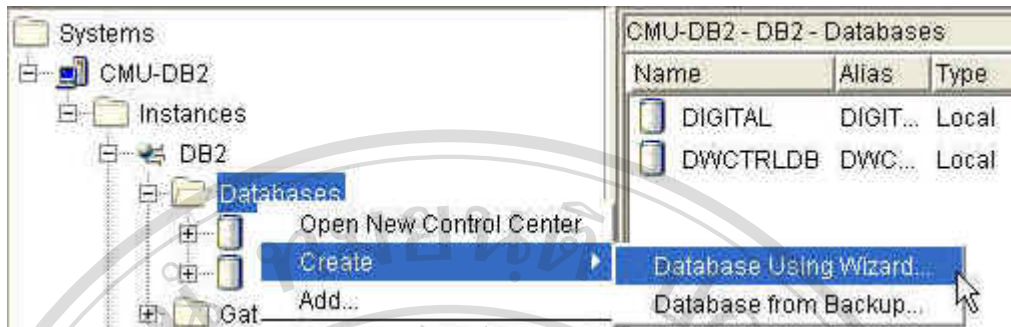 Systems
CMU-DB2
Instances
DB2
Databases
Gat
Open New Control Center
Create
Add...
Database Using Wizard...
Database from Backup...
CMU-DB2 - DB2 - Databases
Name Alias Type
DIGITAL DIGIT... Local
DWCTRLDB DWC... Local